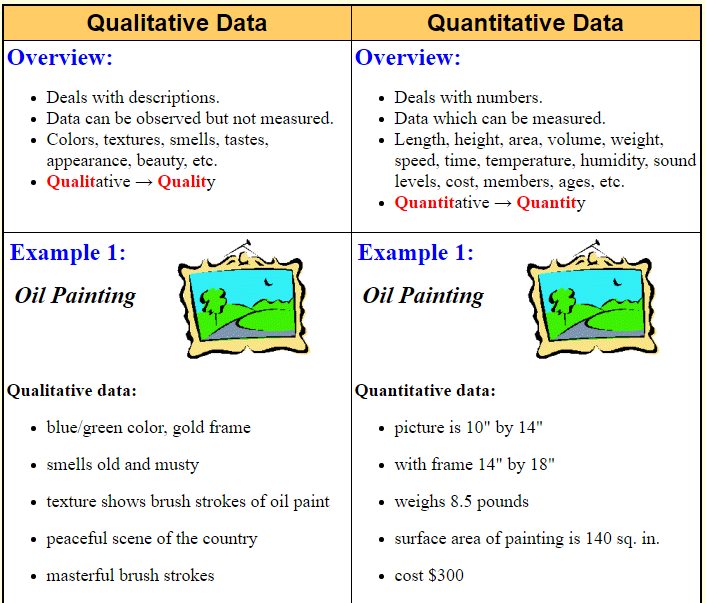 Qualitative Data
Overview:
• Deals with descriptions.
• Data can be observed but not measured.
• Colors, textures, smells, tastes,
appearance, beauty, etc.
• Qualitative → Quality
Quantitative Data
Overview:
• Deals with numbers.
• Data which can be measured.
• Length, height, area, volume, weight,
speed, time, temperature, humidity, sound
levels, cost, members, ages, etc.
• Quantitative → Quantity
Example 1:
Oil Painting
Qualitative data:
• blue/green color, gold frame
• smells old and musty
• texture shows brush strokes of oil paint
• peaceful scene of the country
• masterful brush strokes
Example 1:
Oil Painting
Quantitative data:
• picture is 10" by 14"
• with frame 14" by 18"
• weighs 8.5 pounds
• surface area of painting is 140 sq. in.
• cost $300